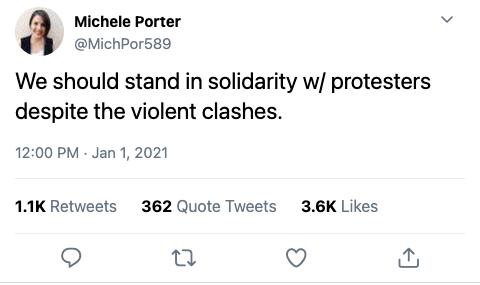 Michele Porter
@MichPor589
We should stand in solidarity w/ protesters
despite the violent clashes.
12:00 PM · Jan 1, 2021
1.1K Retweets 362 Quote Tweets 3.6K Likes